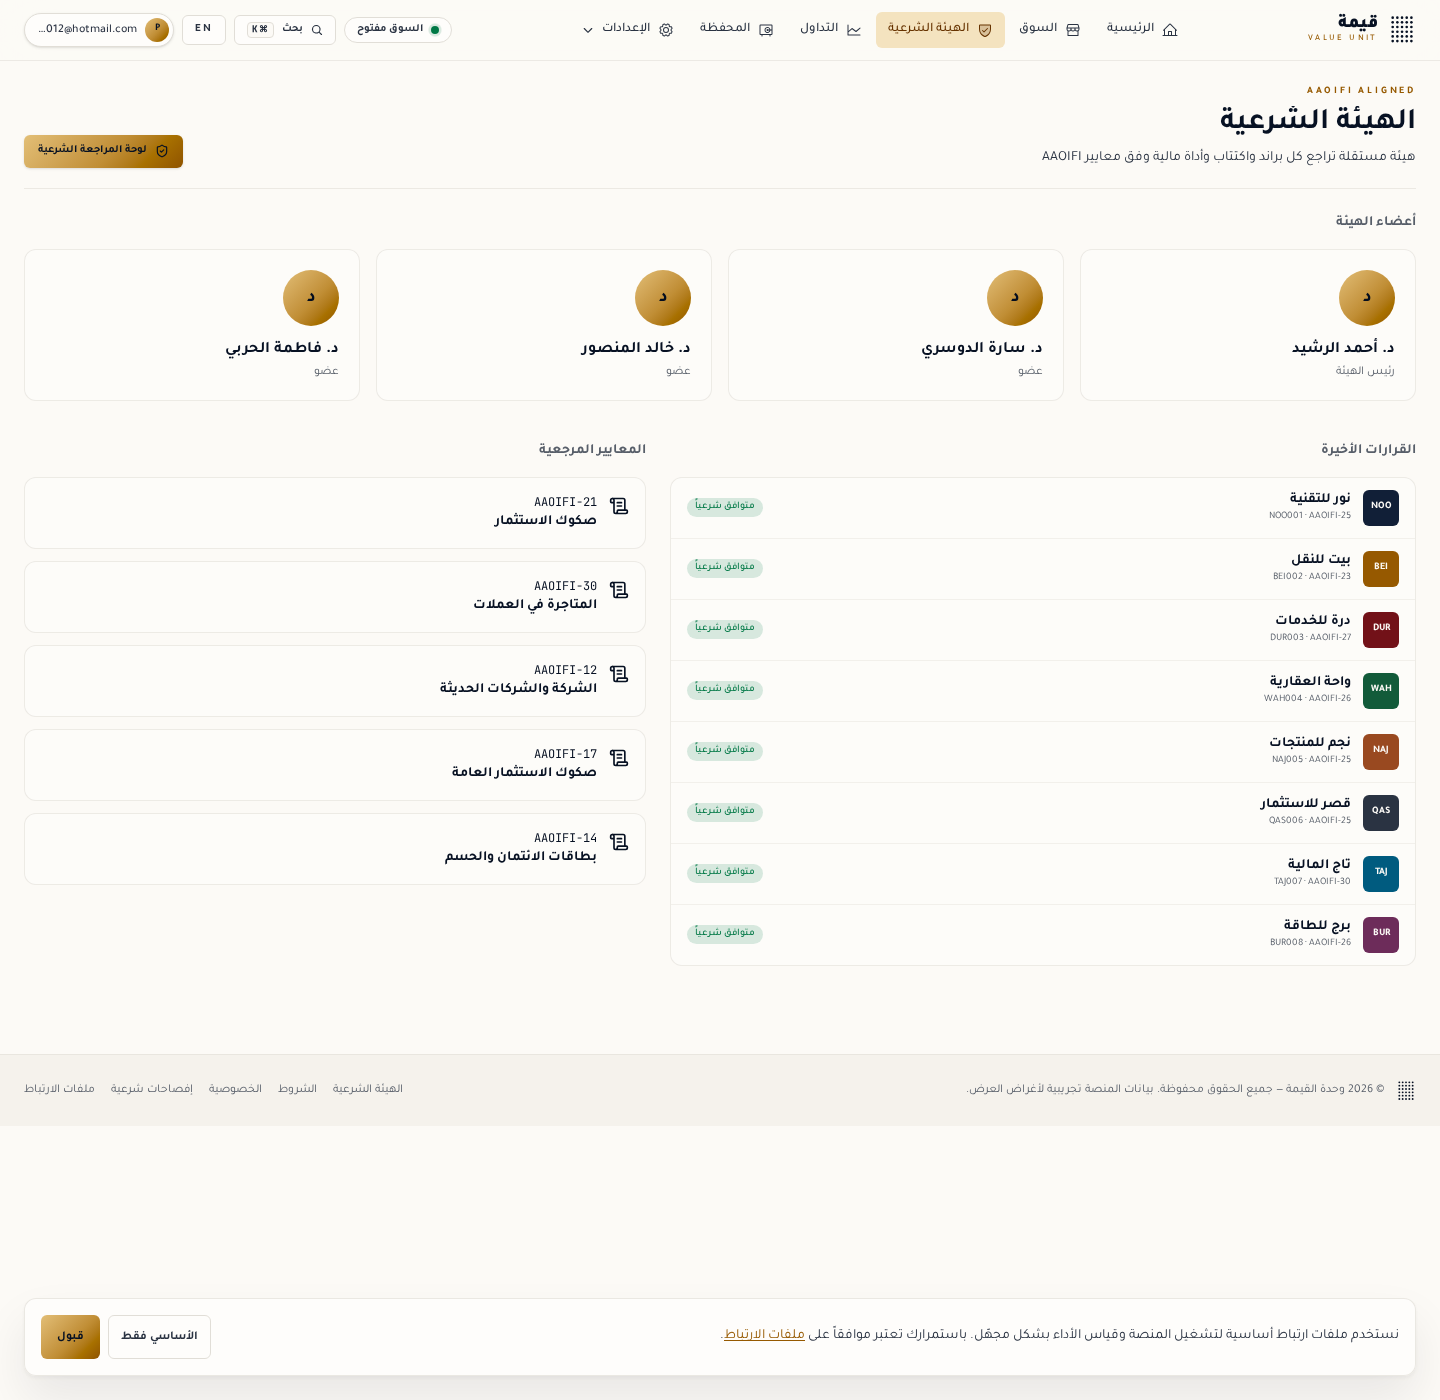 قيمة
VALUE UNIT
الرئيسية
السوق
الهيئة الشرعية
التداول
المحفظة
الإعدادات
السوق مفتوح
بحث ⌘K
EN
P
...012@hotmail.com
AAOIFI ALIGNED
الهيئة الشرعية
هيئة مستقلة تراجع كل براند واكتتاب وأداة مالية وفق معايير AAOIFI
لوحة المراجعة الشرعية
أعضاء الهيئة
د
د. أحمد الرشيد
رئيس الهيئة
د
د. سارة الدوسري
عضو
د
د. خالد المنصور
عضو
د
د. فاطمة الحربي
عضو
القرارات الأخيرة
NOO
نور للتقنية
NOO001 · AAOIFI-25
متوافق شرعياً
BEI
بيت للنقل
BEI002 · AAOIFI-23
متوافق شرعياً
DUR
درة للخدمات
DUR003 · AAOIFI-27
متوافق شرعياً
WAH
واحة العقارية
WAH004 · AAOIFI-26
متوافق شرعياً
NAJ
نجم للمنتجات
NAJ005 · AAOIFI-25
متوافق شرعياً
QAS
قصر للاستثمار
QAS006 · AAOIFI-25
متوافق شرعياً
TAJ
تاج المالية
TAJ007 · AAOIFI-30
متوافق شرعياً
BUR
برج للطاقة
BUR008 · AAOIFI-26
متوافق شرعياً
المعايير المرجعية
AAOIFI-21
صكوك الاستثمار
AAOIFI-30
المتاجرة في العملات
AAOIFI-12
الشركة والشركات الحديثة
AAOIFI-17
صكوك الاستثمار العامة
AAOIFI-14
بطاقات الائتمان والحسم
© 2026 وحدة القيمة — جميع الحقوق محفوظة. بيانات المنصة تجريبية لأغراض العرض.
الهيئة الشرعية
الشروط
الخصوصية
إفصاحات شرعية
ملفات الارتباط
نستخدم ملفات ارتباط أساسية لتشغيل المنصة وقياس الأداء بشكل مجهّل. باستمرارك تعتبر موافقاً على ملفات الارتباط.
الأساسي فقط
قبول